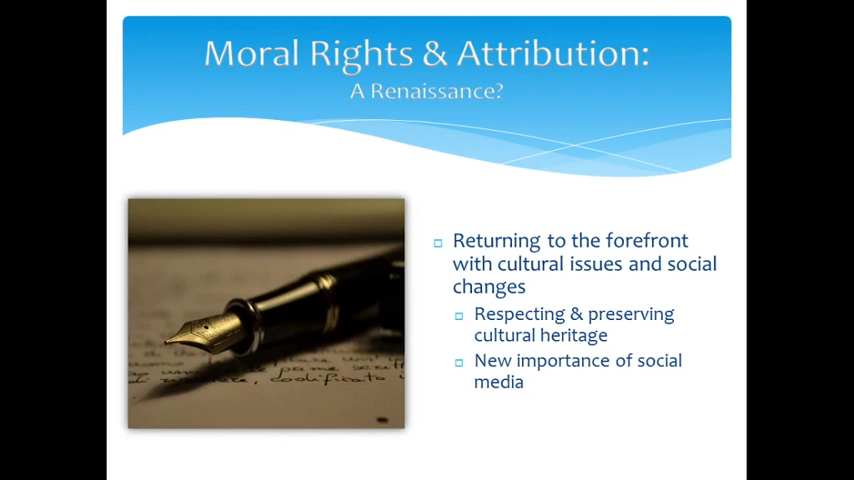 Moral Rights & Attribution:
A Renaissance?
Returning to the forefront
with cultural issues and social
changes
Respecting & preserving
cultural heritage
New importance of social
media
codificato